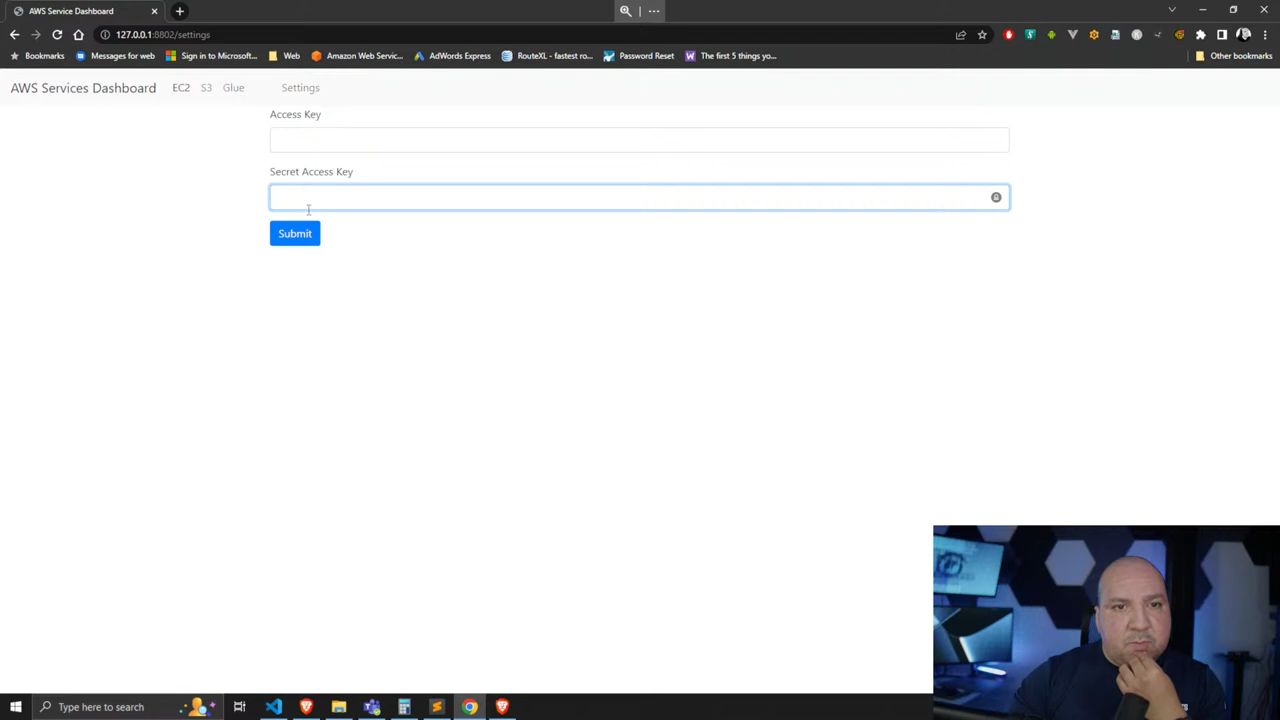 AWS Service Dashboard
127.0.0.1:8802/settings
Bookmarks
Messages for web
Sign in to Microsoft...
Web
Amazon Web Servic...
AdWords Express
RouteXL - fastest ro...
Password Reset
The first 5 things yo...
Other bookmarks
AWS Services Dashboard EC2 S3 Glue Settings
Access Key
Secret Access Key
Submit
Type here to search